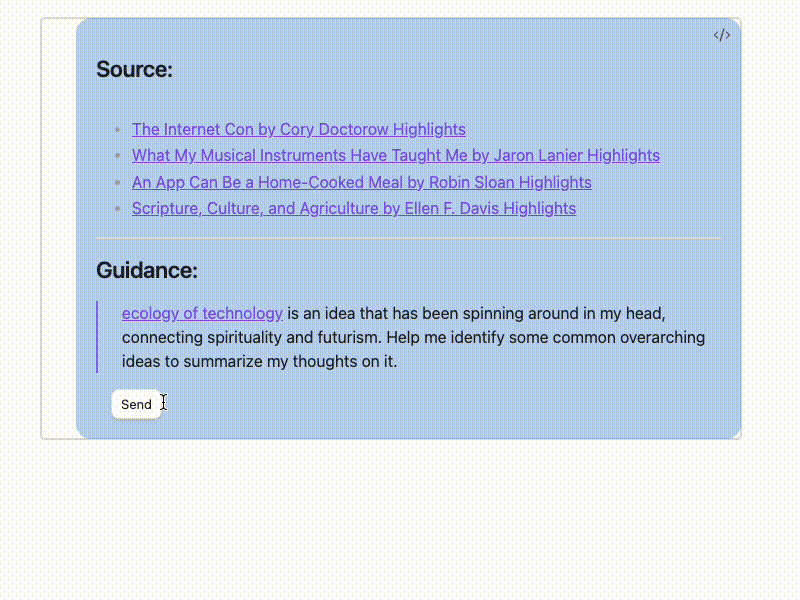 </>
Source:
The Internet Con by Cory Doctorow Highlights
What My Musical Instruments Have Taught Me by Jaron Lanier Highlights
An App Can Be a Home-Cooked Meal by Robin Sloan Highlights
Scripture, Culture, and Agriculture by Ellen F. Davis Highlights
Guidance:
ecology of technology is an idea that has been spinning around in my head,
connecting spirituality and futurism. Help me identify some common overarching
ideas to summarize my thoughts on it.
Send